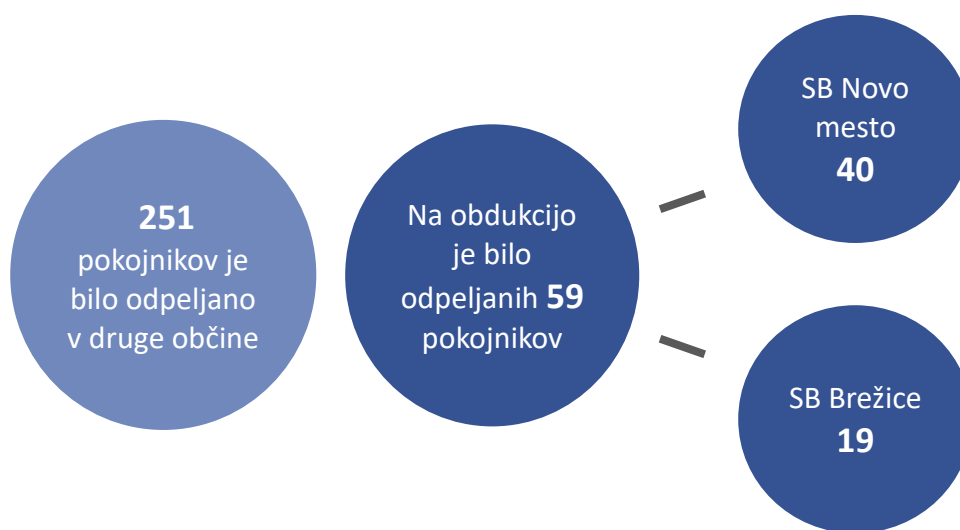 251
pokojnikov je
bilo odpeljano
v druge občine
Na obdukcijo
je bilo
odpeljanih 59
pokojnikov
SB Novo
mesto
40
SB Brežice
19